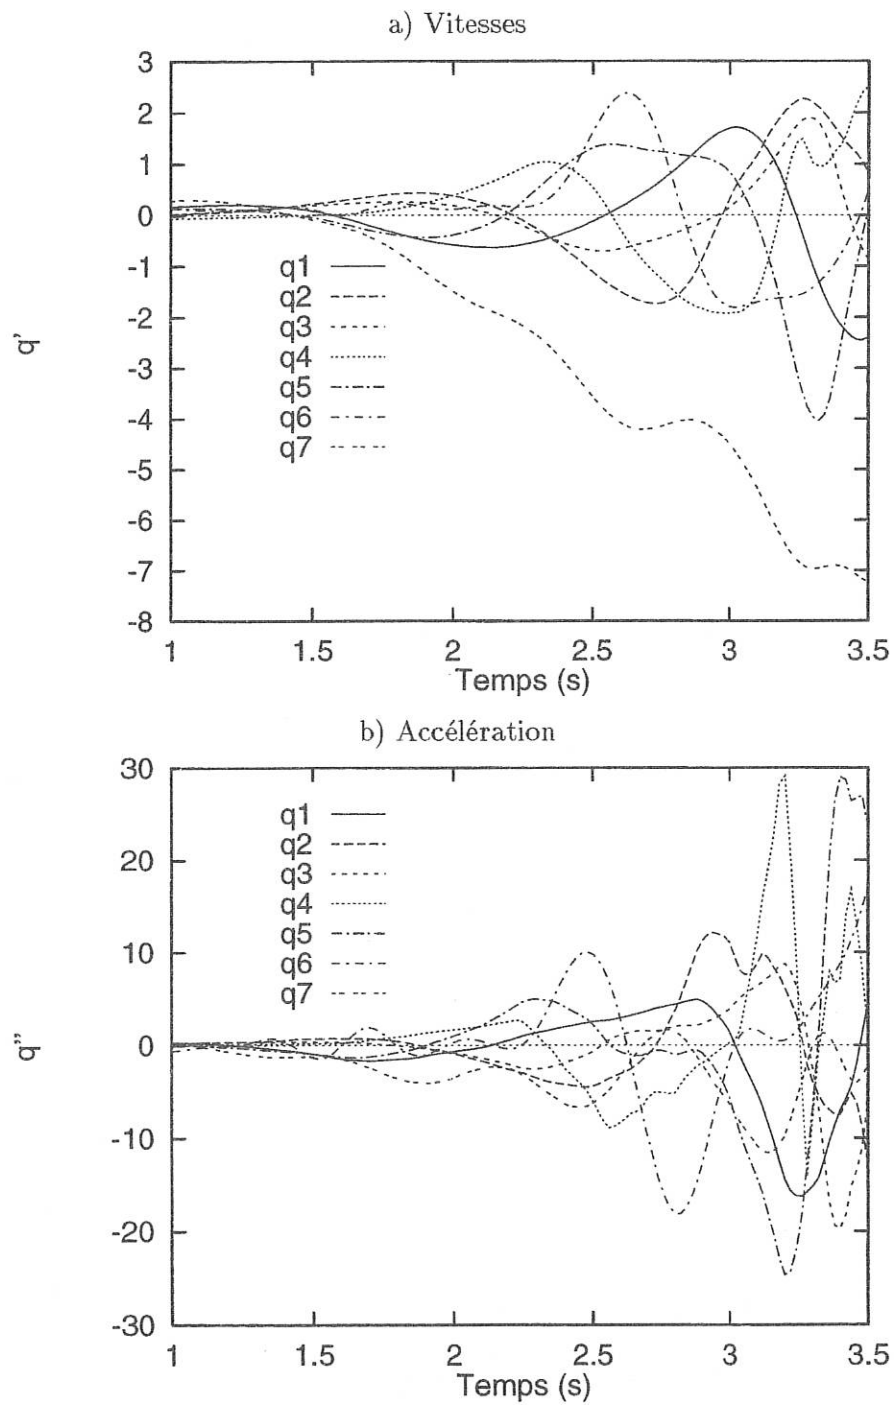 a) Vitesses
3
2
1
0
-1
-2
-3
-4
-5
-6
-7
-8
q'
q1
q2
q3
q4
q5
q6
q7
1 1.5 2 2.5 3 3.5
Temps (s)
b) Accélération
30
20
10
0
-10
-20
-30
q''
q1
q2
q3
q4
q5
q6
q7
1 1.5 2 2.5 3 3.5
Temps (s)